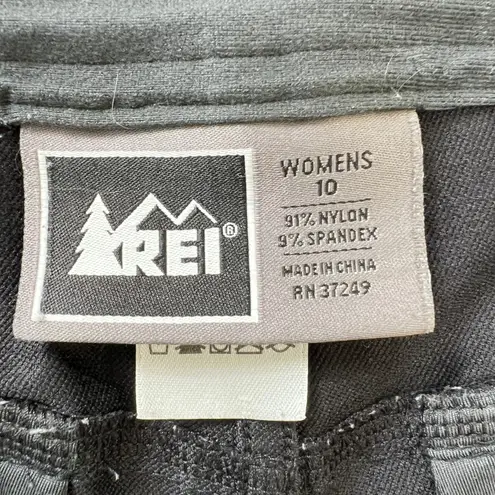 REI®
WOMENS
10
91% NYLON
9% SPANDEX
MADE IN CHINA
RN 37249